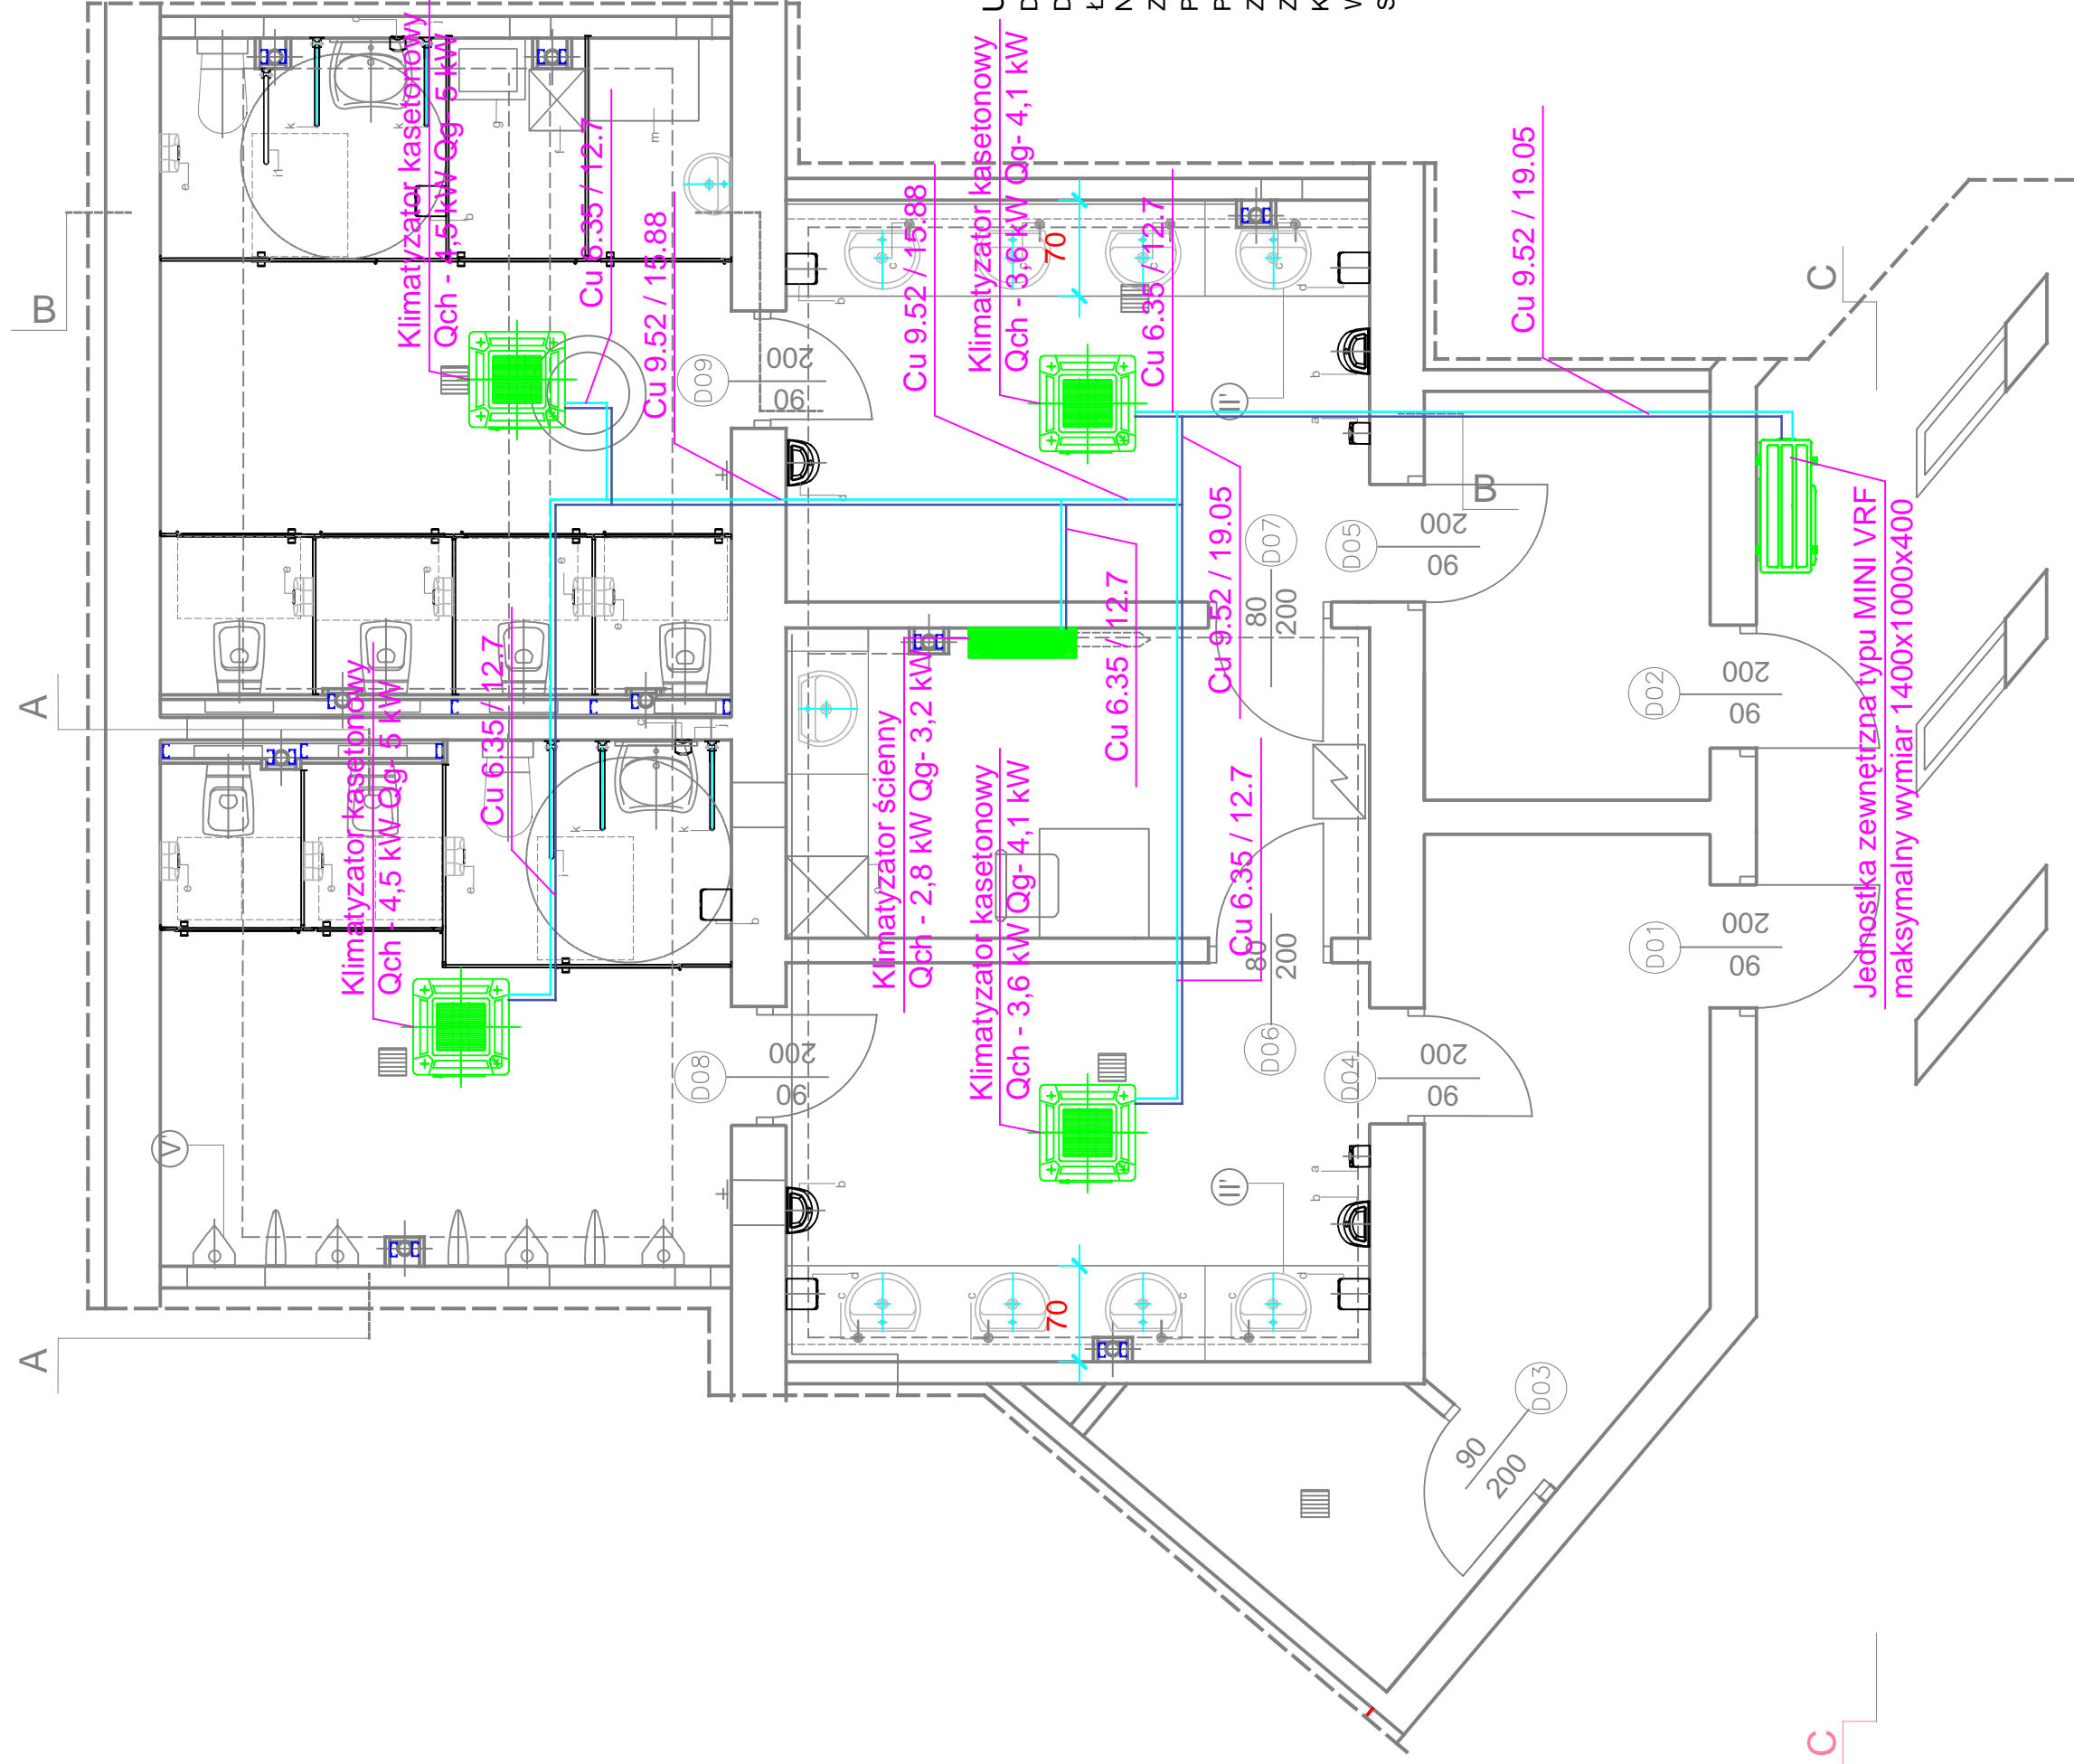 Klimatyzator kasetonowy
Qch - 4,5 kW Qg- 5 kW
Cu 6.35 / 12.7
Cu 9.52 / 15.88
Cu 9.52 / 15.88
Klimatyzator kasetonowy
Qch - 3,6 kW Qg- 4,1 kW
70
Cu 6.35 / 12.7
Cu 9.52 / 19.05
Klimatyzator kasetonowy
Qch - 4,5 kW Qg- 5 kW
Cu 6.35 / 12.7
Klimatyzator ścienny
Qch - 2,8 kW Qg- 3,2 kW
Klimatyzator kasetonowy
Qch - 3,6 kW Qg- 4,1 kW
Cu 6.35 / 12.7
Cu 9.52 / 19.05
Cu 6.35 / 12.7
Jednostka zewnętrzna typu MINI VRF
maksymalny wymiar 1400x1000x400
70
D09
90
200
D07
80
200
D05
90
200
D02
90
200
D08
90
200
D06
80
200
D04
90
200
D01
90
200
D03
90
200
A
A
B
B
C
C
V'
II'
II'
U
D
D
Ł
N
Z
P
P
Z
Z
K
W
S